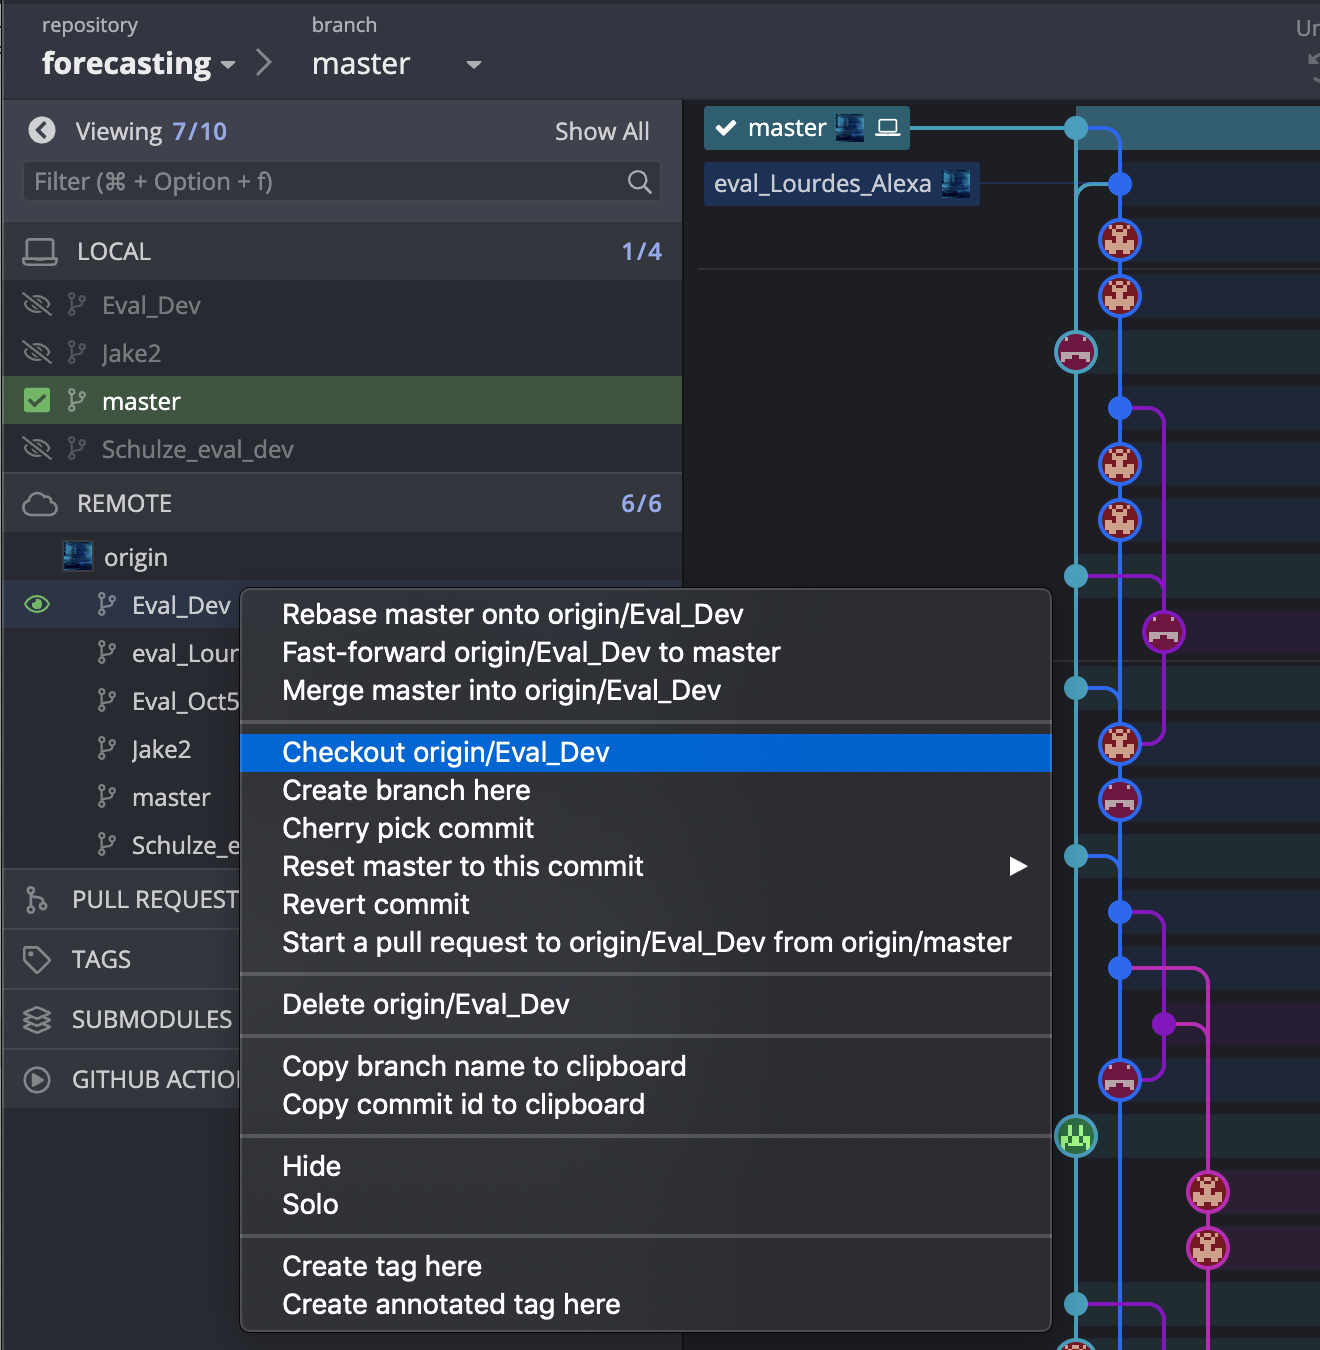 repository
branch
Un
forecasting
master
Viewing 7/10
Show All
Filter (⌘ + Option + f)
LOCAL
1/4
Eval_Dev
Jake2
master
Schulze_eval_dev
REMOTE
6/6
origin
Eval_Dev
eval_Lour
Eval_Oct5
Jake2
master
Schulze_e
PULL REQUEST
TAGS
SUBMODULES
GITHUB ACTIO
master
eval_Lourdes_Alexa
Rebase master onto origin/Eval_Dev
Fast-forward origin/Eval_Dev to master
Merge master into origin/Eval_Dev
Checkout origin/Eval_Dev
Create branch here
Cherry pick commit
Reset master to this commit
Revert commit
Start a pull request to origin/Eval_Dev from origin/master
Delete origin/Eval_Dev
Copy branch name to clipboard
Copy commit id to clipboard
Hide
Solo
Create tag here
Create annotated tag here